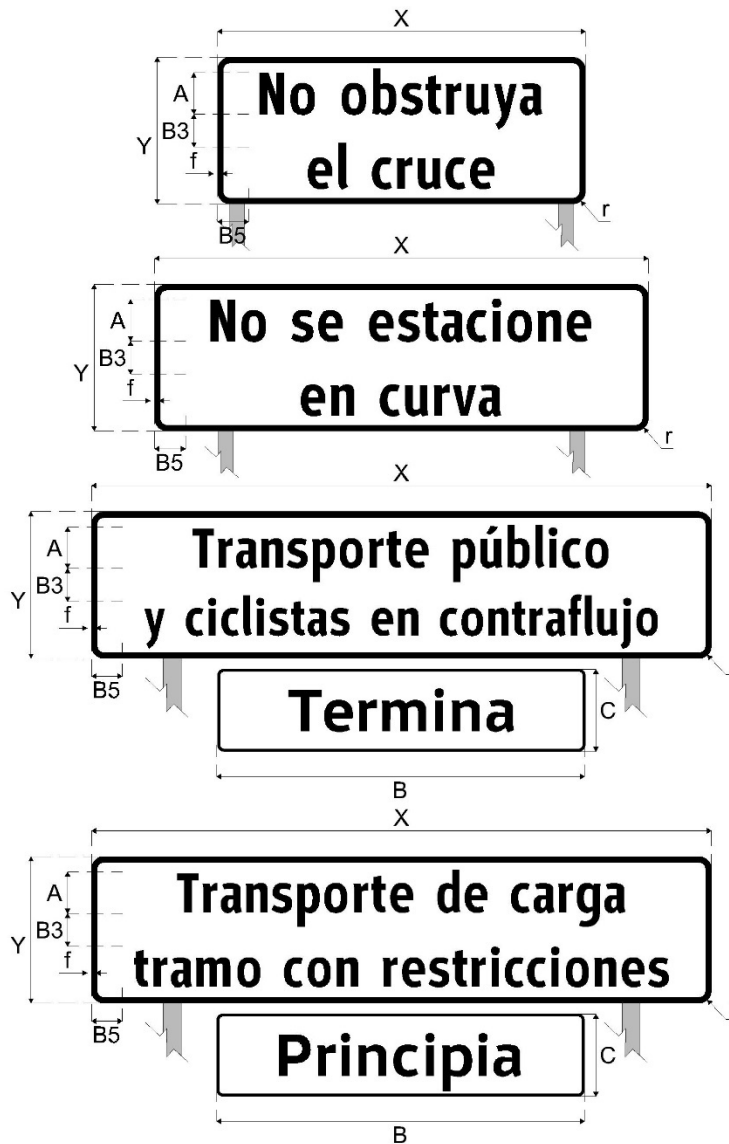 X
A
B3
Y
f
B5
r
No obstruya
el cruce
X
A
B3
Y
f
B5
r
No se estacione
en curva
X
A
B3
Y
f
B5
Transporte público
y ciclistas en contraflujo
Termina
C
B
X
A
B3
Y
f
B5
Transporte de carga
tramo con restricciones
Principia
C
B